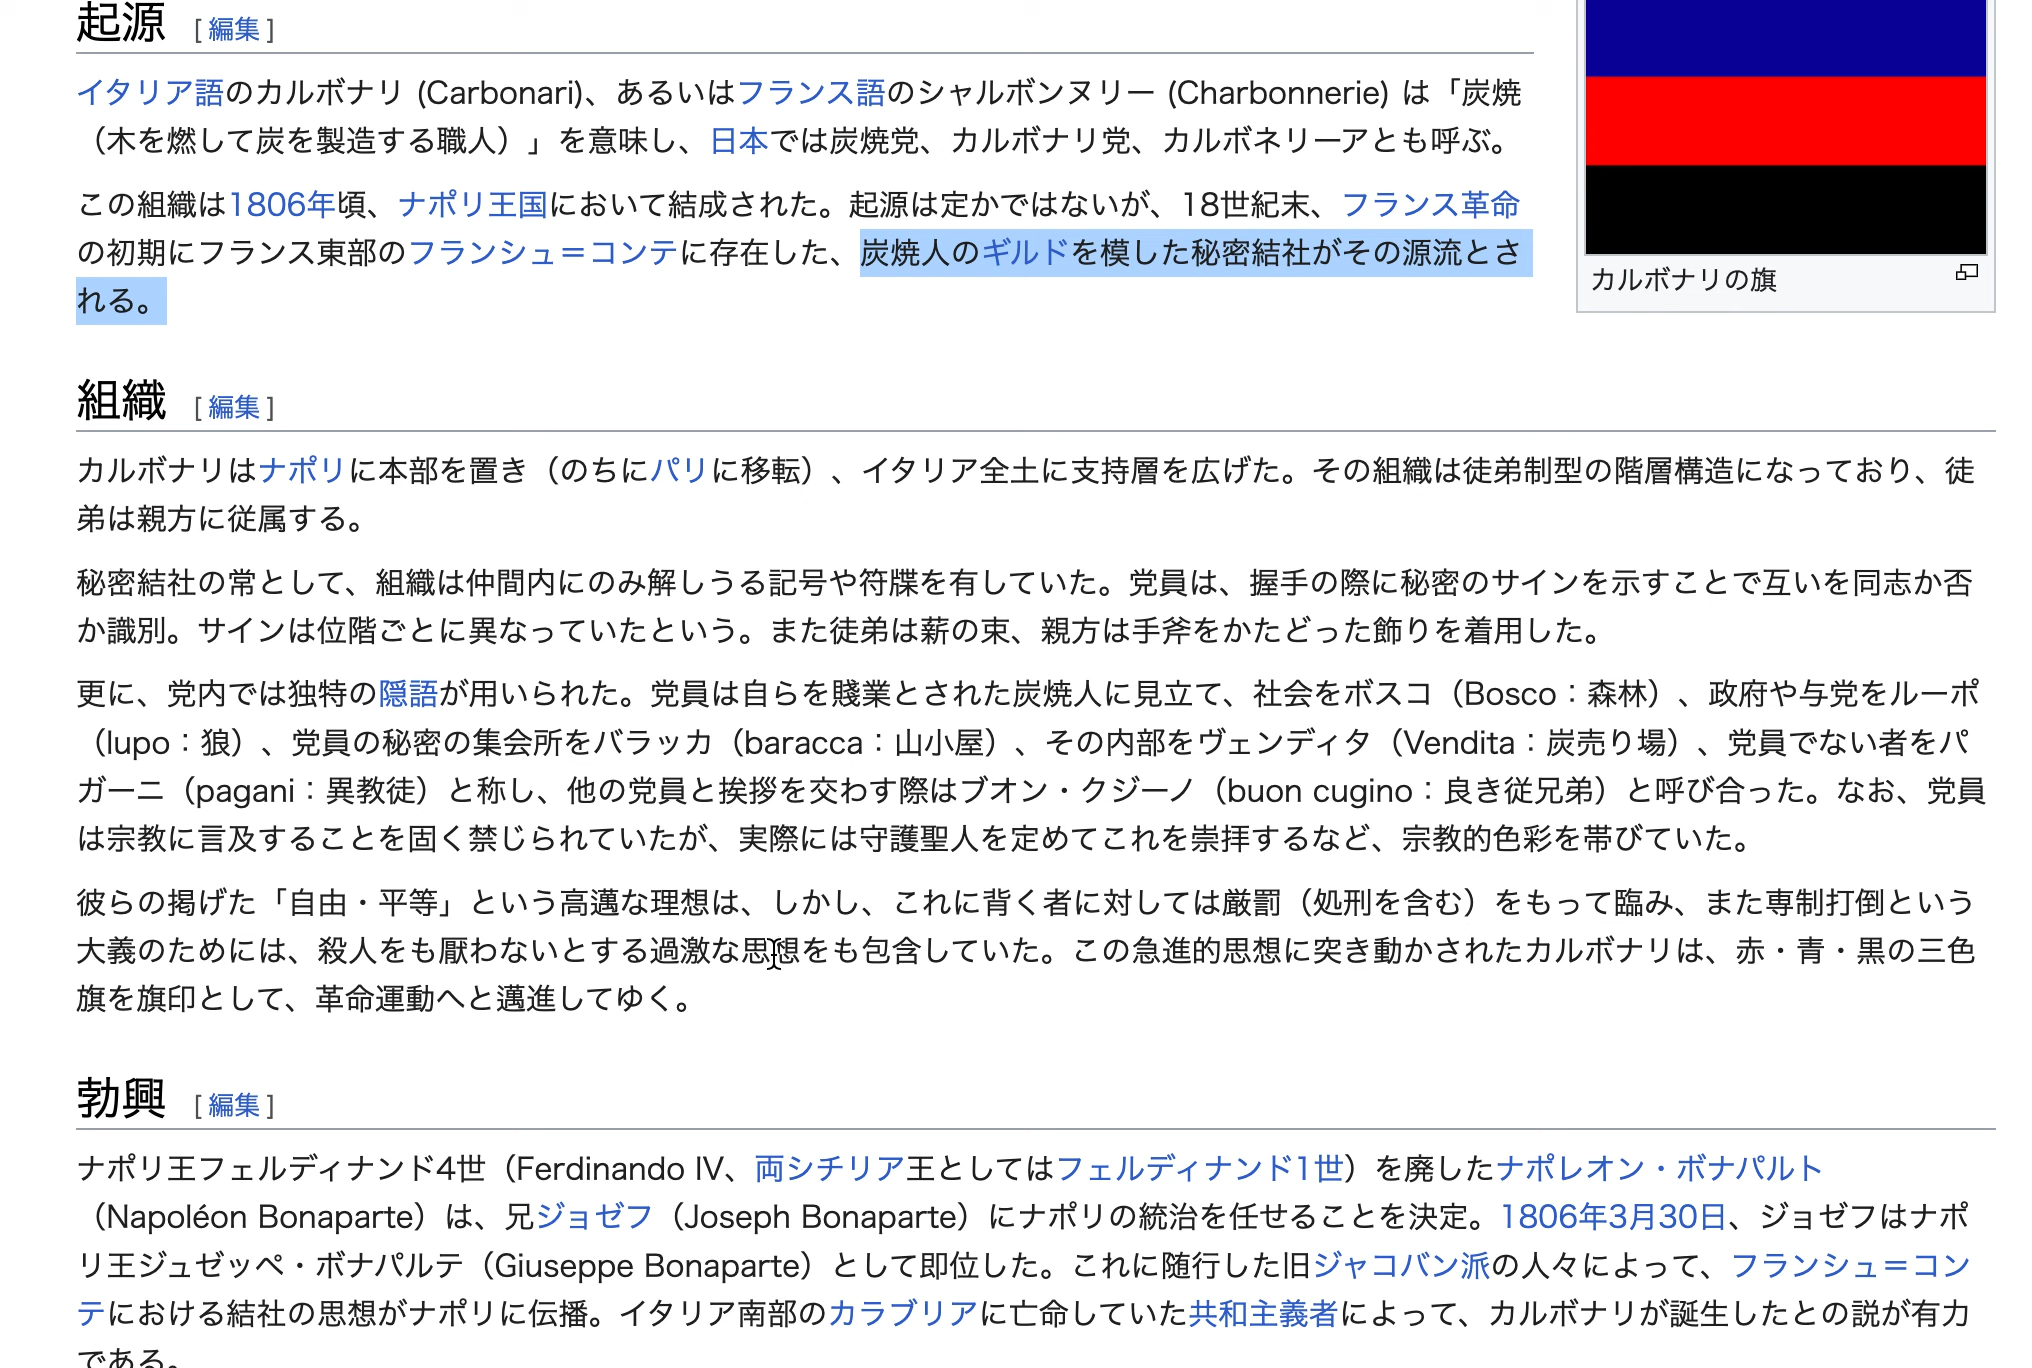 起源 [編集]
イタリア語のカルボナリ (Carbonari)、あるいはフランス語のシャルボンヌリー (Charbonnerie) は「炭焼
（木を燃して炭を製造する職人）」を意味し、日本では炭焼党、カルボナリ党、カルボネリーアとも呼ぶ。
この組織は1806年頃、ナポリ王国において結成された。起源は定かではないが、18世紀末、フランス革命
の初期にフランス東部のフランシュ＝コンテに存在した、炭焼人のギルドを模した秘密結社がその源流とさ
れる。
カルボナリの旗
組織 [編集]
カルボナリはナポリに本部を置き（のちにパリに移転）、イタリア全土に支持層を広げた。その組織は徒弟制型の階層構造になっており、徒
弟は親方に従属する。
秘密結社の常として、組織は仲間内にのみ解しうる記号や符牒を有していた。党員は、握手の際に秘密のサインを示すことで互いを同志か否
か識別。サインは位階ごとに異なっていたという。また徒弟は薪の束、親方は手斧をかたどった飾りを着用した。
更に、党内では独特の隠語が用いられた。党員は自らを賤業とされた炭焼人に見立て、社会をボスコ（Bosco：森林）、政府や与党をルーポ
（lupo：狼）、党員の秘密の集会所をバラッカ（baracca：山小屋）、その内部をヴェンディタ（Vendita：炭売り場）、党員でない者をパ
ガーニ（pagani：異教徒）と称し、他の党員と挨拶を交わす際はブオン・クジーノ（buon cugino：良き従兄弟）と呼び合った。なお、党員
は宗教に言及することを固く禁じられていたが、実際には守護聖人を定めてこれを崇拝するなど、宗教的色彩を帯びていた。
彼らの掲げた「自由・平等」という高邁な理想は、しかし、これに背く者に対しては厳罰（処刑を含む）をもって臨み、また専制打倒という
大義のためには、殺人をも厭わないとする過激な思想をも包含していた。この急進的思想に突き動かされたカルボナリは、赤・青・黒の三色
旗を旗印として、革命運動へと邁進してゆく。
勃興 [編集]
ナポリ王フェルディナンド4世（Ferdinando IV、両シチリア王としてはフェルディナンド1世）を廃したナポレオン・ボナパルト
（Napoléon Bonaparte）は、兄ジョゼフ（Joseph Bonaparte）にナポリの統治を任せることを決定。1806年3月30日、ジョゼフはナポ
リ王ジュゼッペ・ボナパルテ（Giuseppe Bonaparte）として即位した。これに随行した旧ジャコバン派の人々によって、フランシュ＝コン
テにおける結社の思想がナポリに伝播。イタリア南部のカラブリアに亡命していた共和主義者によって、カルボナリが誕生したとの説が有力
である。